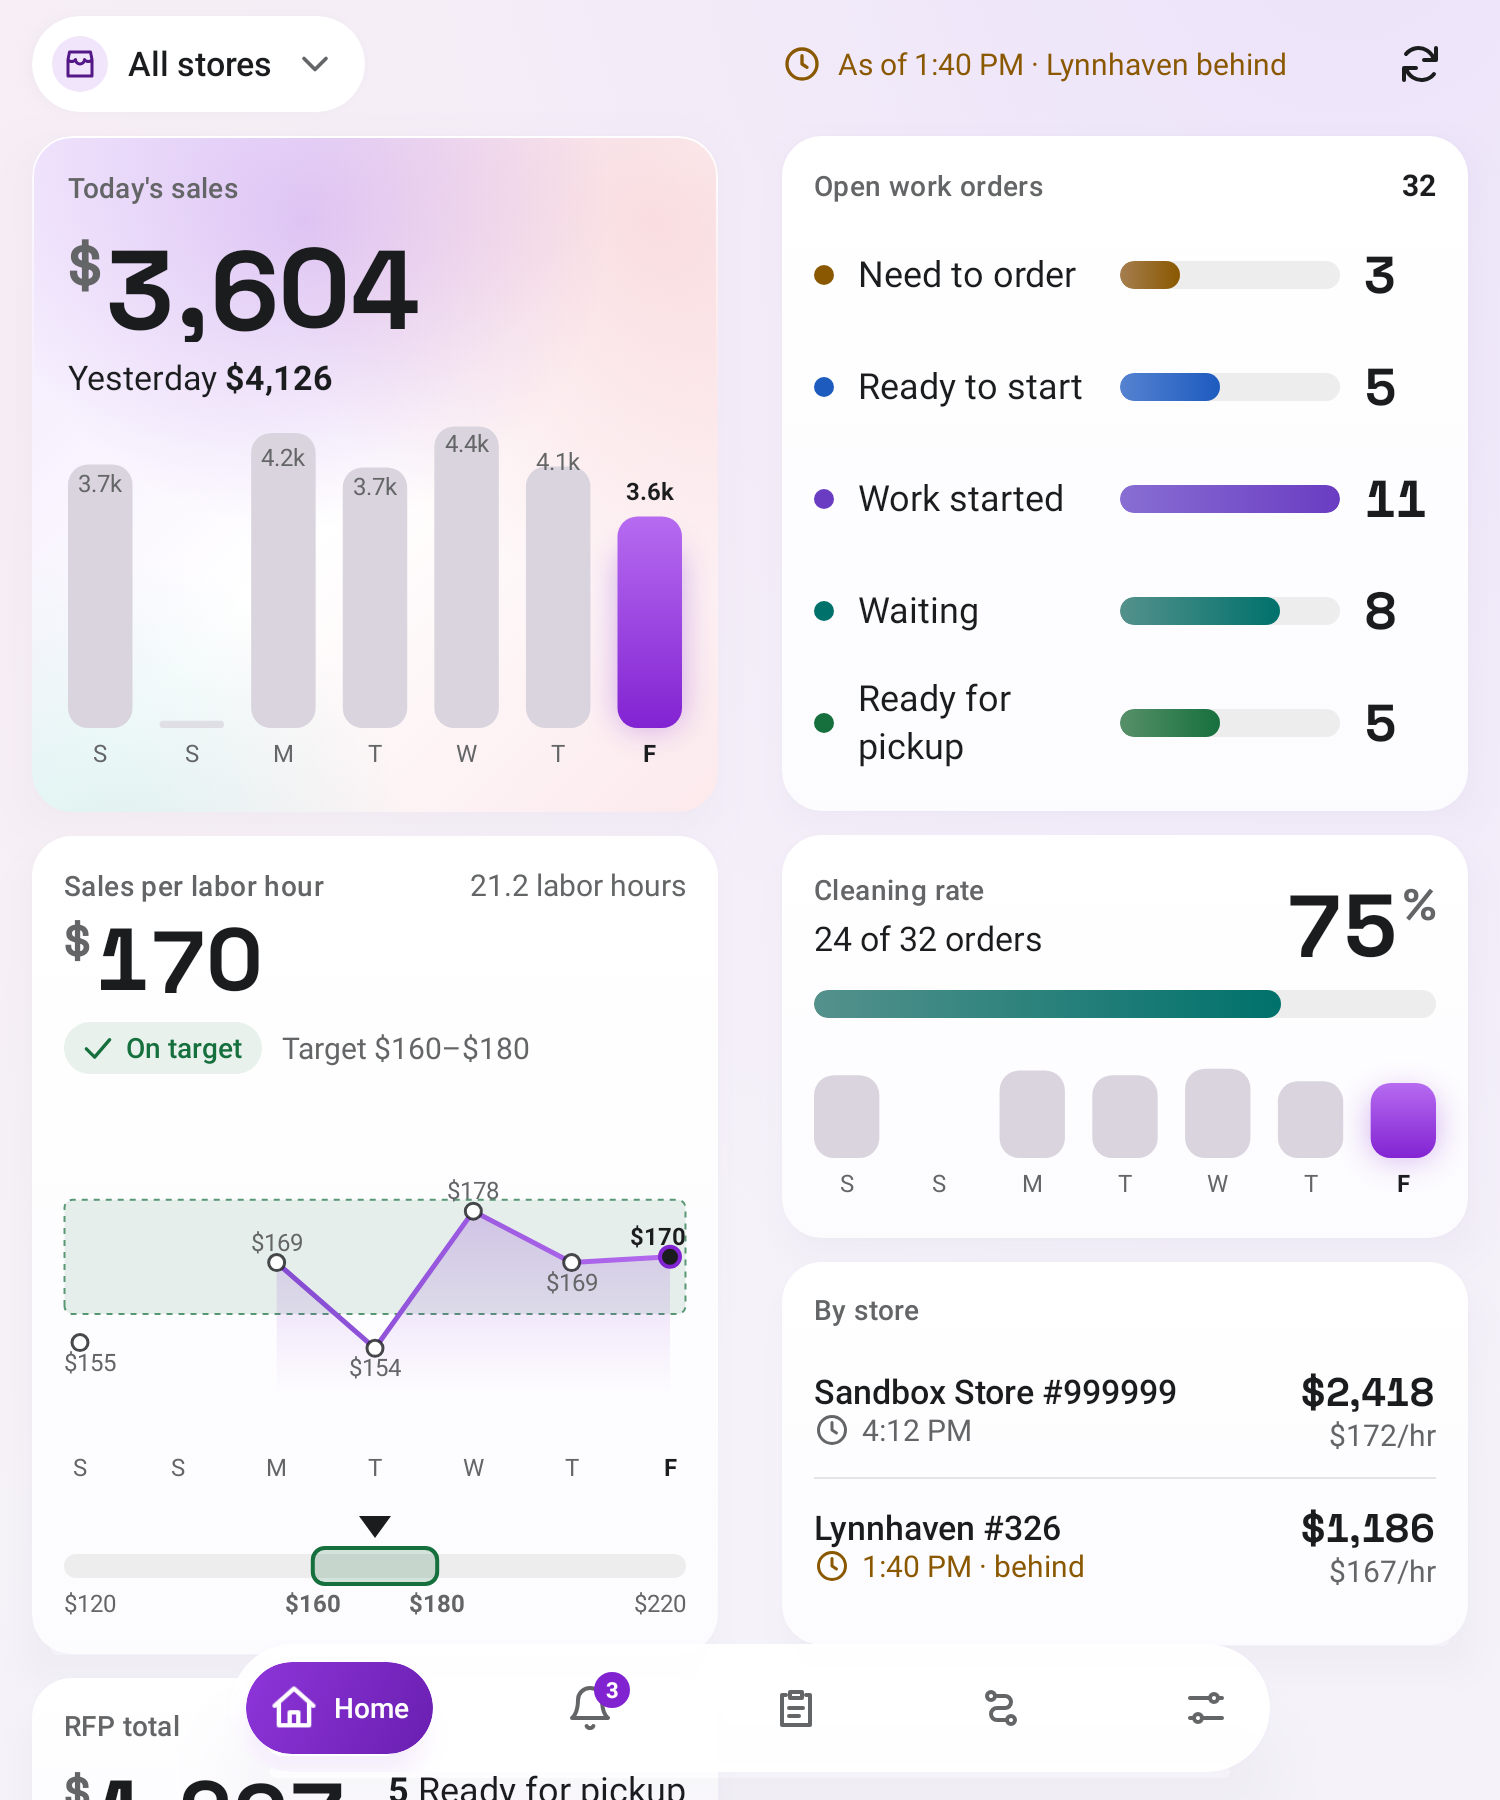 All stores
As of 1:40 PM · Lynnhaven behind
Today's sales
$3,604
Yesterday $4,126
3.7k
4.2k
3.7k
4.4k
4.1k
3.6k
S S M T W T F
Open work orders 32
Need to order 3
Ready to start 5
Work started 11
Waiting 8
Ready for
pickup 5
Sales per labor hour 21.2 labor hours
$170
On target Target $160–$180
$178
$169
$170
$169
$155
$154
S S M T W T F
$120 $160 $180 $220
Cleaning rate
24 of 32 orders
75%
S S M T W T F
By store
Sandbox Store #999999 $2,418
4:12 PM $172/hr
Lynnhaven #326 $1,186
1:40 PM · behind $167/hr
RFP total
5 Ready for pickup
Home
3